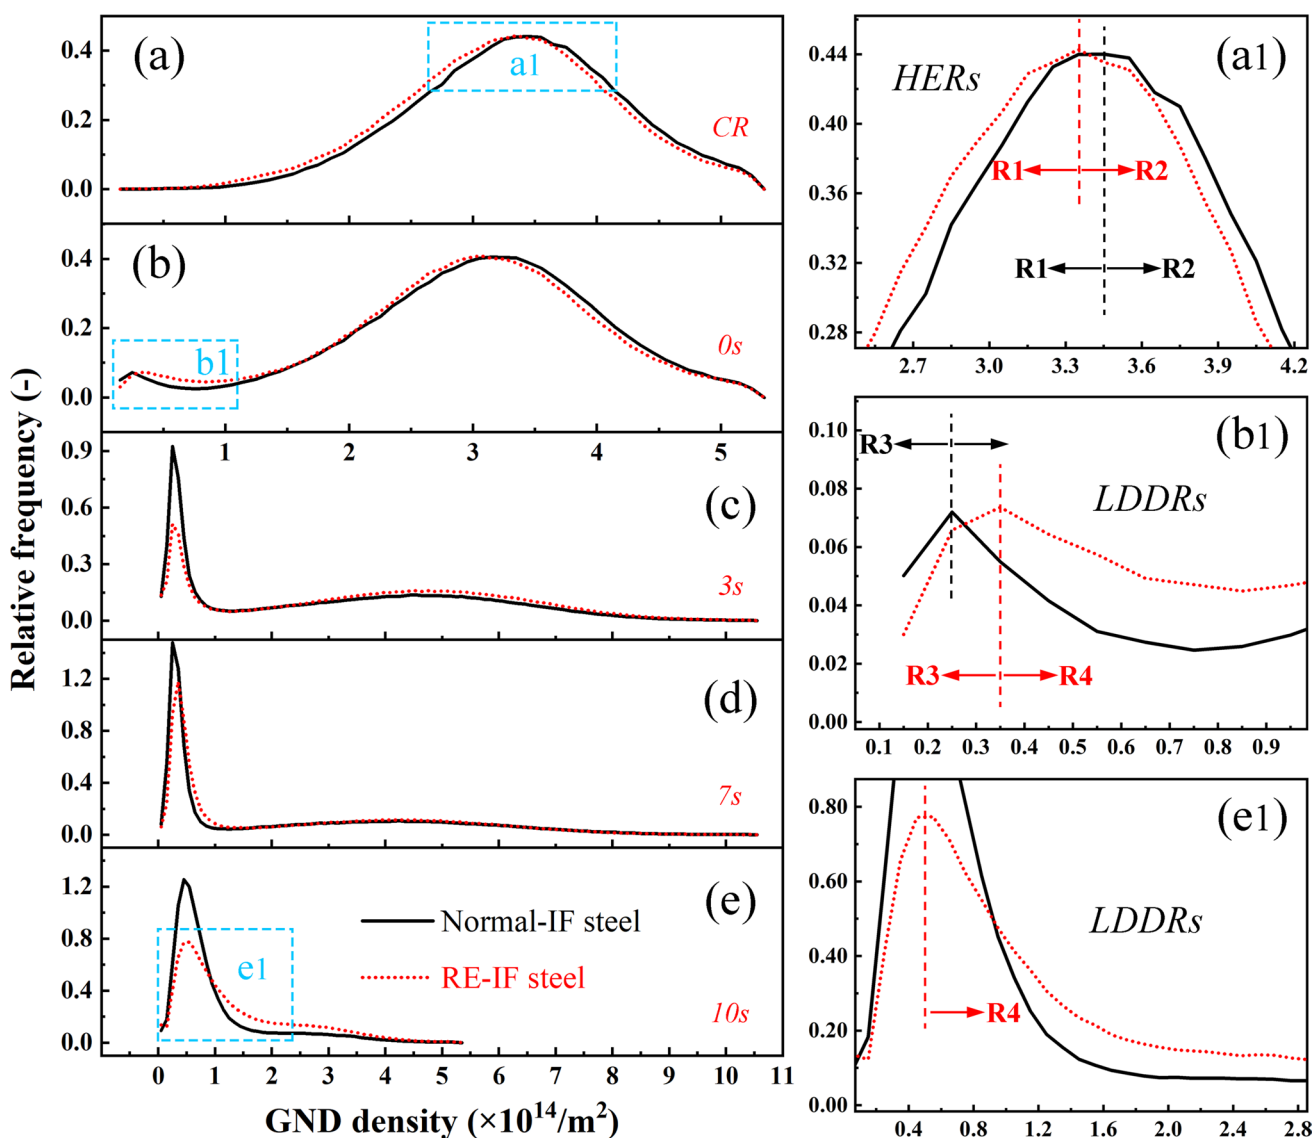 Relative frequency (-)
(a)
a1
CR
0.4
0.2
0.0
(b)
b1
0s
0.4
0.2
0.0
1 2 3 4 5
(c)
3s
0.9
0.6
0.3
0.0
(d)
7s
1.2
0.8
0.4
0.0
(e)
e1
Normal-IF steel
RE-IF steel
10s
1.2
0.8
0.4
0.0
0 1 2 3 4 5 6 7 8 9 10 11
GND density (×10¹⁴/m²)
(a1)
HERs
0.44
0.40
0.36
0.32
0.28
R1 R2
R1 R2
2.7 3.0 3.3 3.6 3.9 4.2
(b1)
LDDRs
0.10
0.08
0.06
0.04
0.02
0.00
R3
R3 R4
0.1 0.2 0.3 0.4 0.5 0.6 0.7 0.8 0.9
(e1)
LDDRs
0.80
0.60
0.40
0.20
0.00
R4
0.4 0.8 1.2 1.6 2.0 2.4 2.8